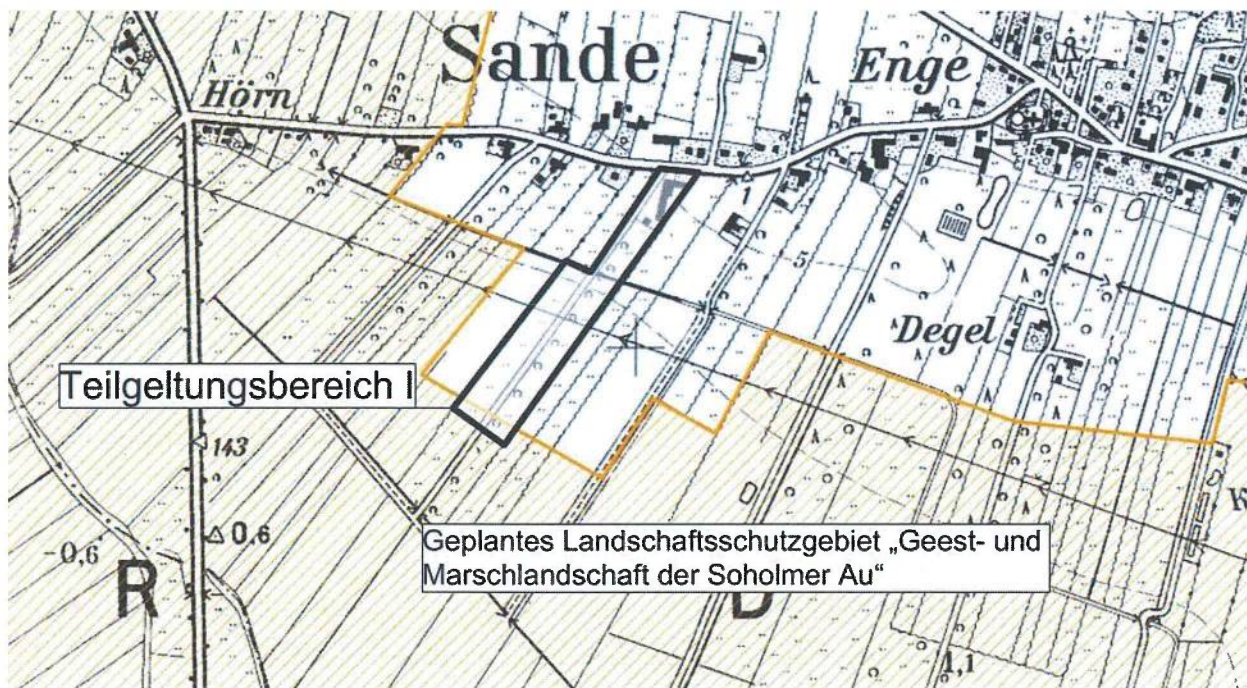 Sande
Enge
Hörn
1
5
Degel
Teilgeltungsbereich I
143
0,6
-0,6
R
Geplantes Landschaftsschutzgebiet „Geest- und
Marschlandschaft der Soholmer Au“
K
1,1